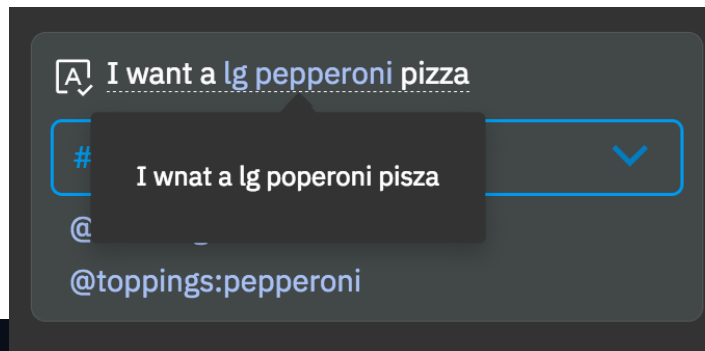 A I want a lg pepperoni pizza
#
I wnat a lg poperoni pisza
@
@toppings:pepperoni